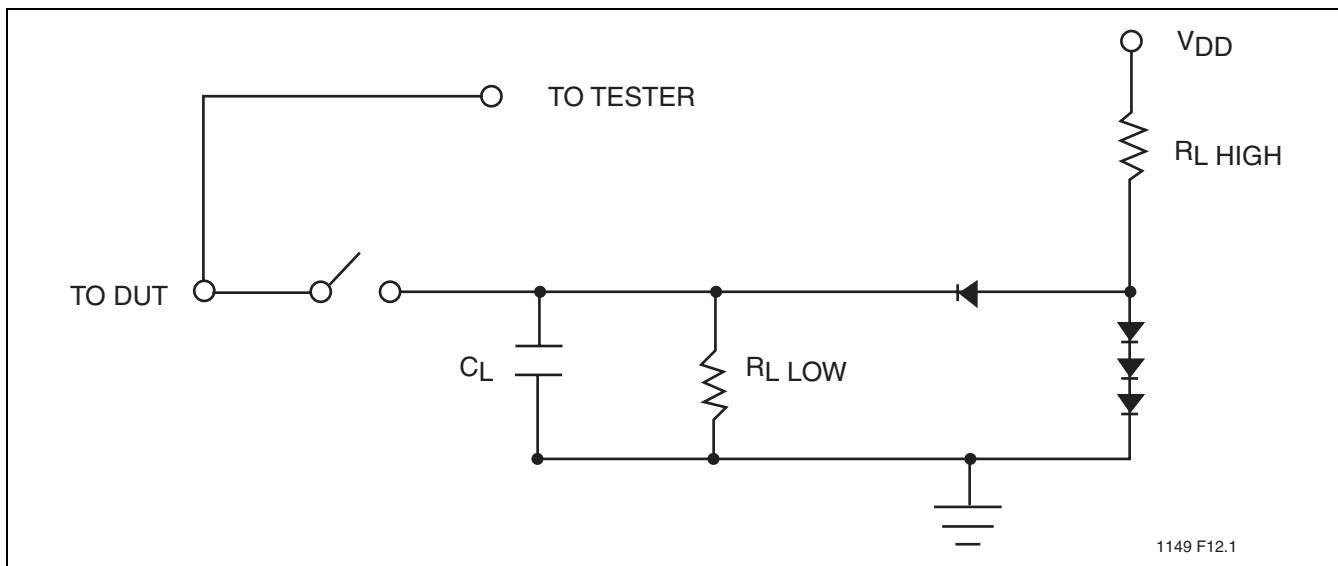 VDD
TO TESTER
RL HIGH
TO DUT
CL
RL LOW
1149 F12.1